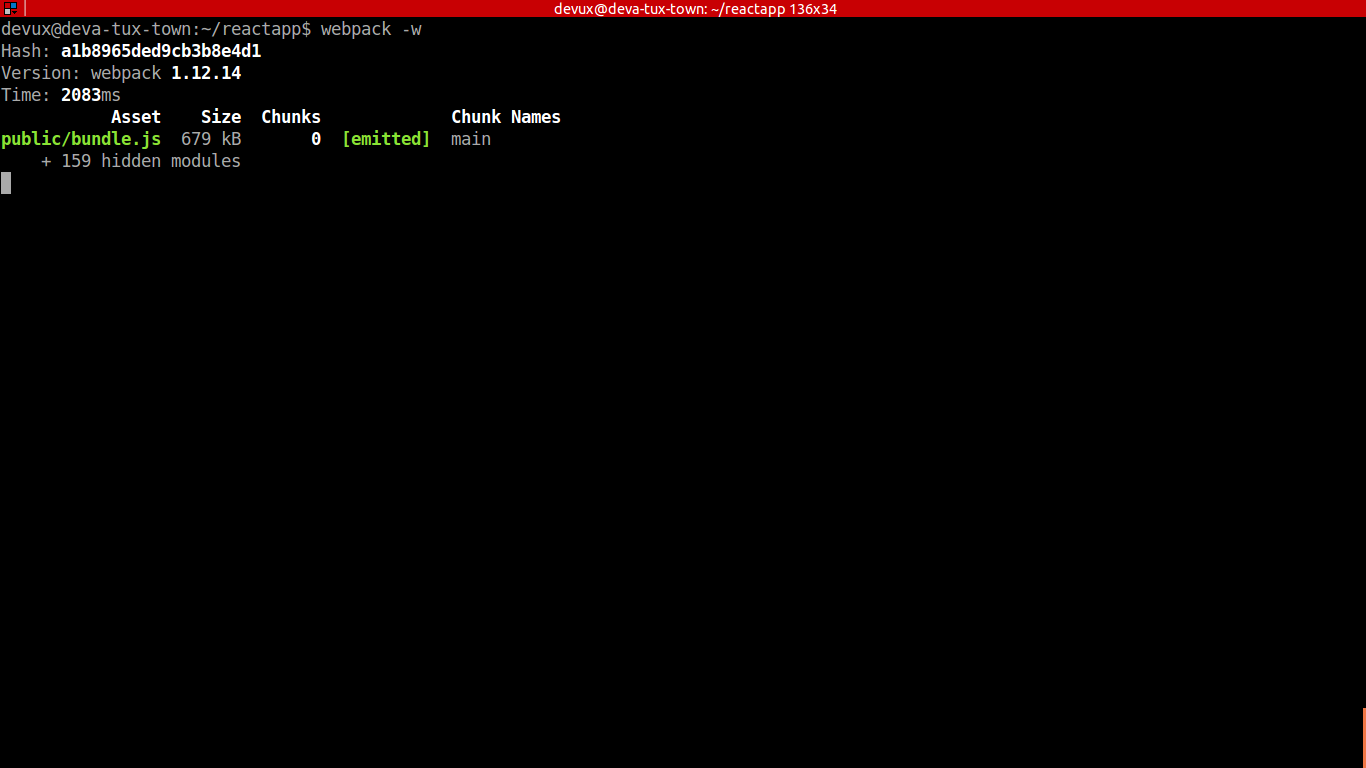 devux@deva-tux-town: ~/reactapp 136x34
devux@deva-tux-town:~/reactapp$ webpack -w
Hash: a1b8965ded9cb3b8e4d1
Version: webpack 1.12.14
Time: 2083ms
Asset Size Chunks Chunk Names
public/bundle.js 679 kB 0 [emitted] main
+ 159 hidden modules